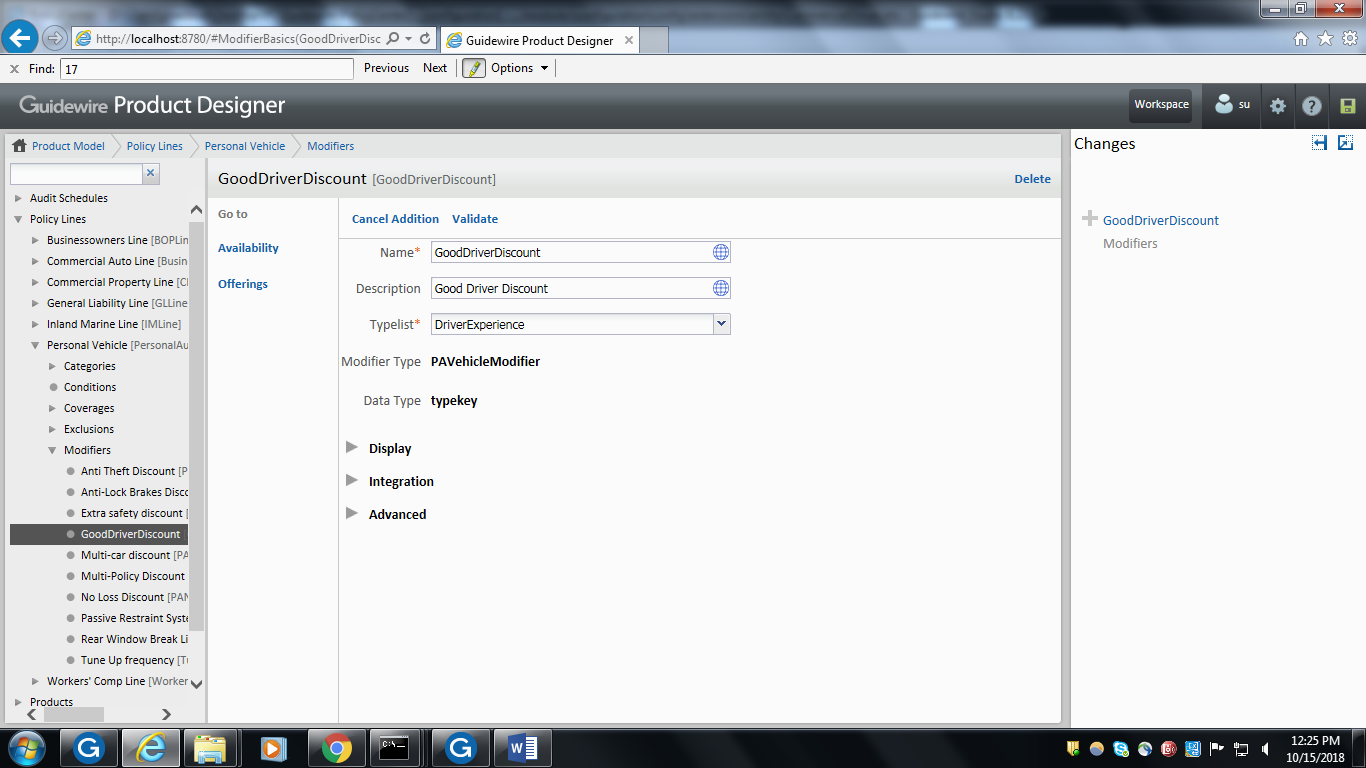 http://localhost:8780/#ModifierBasics(GoodDriverDisc
Guidewire Product Designer
x Find: 17 Previous Next Options
Guidewire Product Designer
Workspace
su
Product Model Policy Lines Personal Vehicle Modifiers
Audit Schedules
Policy Lines
Businessowners Line [BOPLin
Commercial Auto Line [Busin
Commercial Property Line [C
General Liability Line [GLLine
Inland Marine Line [IMLine]
Personal Vehicle [PersonalAu
Categories
Conditions
Coverages
Exclusions
Modifiers
Anti Theft Discount [P
Anti-Lock Brakes Disc
Extra safety discount [
GoodDriverDiscount
Multi-car discount [PA
Multi-Policy Discount
No Loss Discount [PAN
Passive Restraint Syst
Rear Window Break Li
Tune Up frequency [T
Workers' Comp Line [Worker
Products
GoodDriverDiscount [GoodDriverDiscount]
Delete
Go to
Availability
Offerings
Cancel Addition Validate
Name* GoodDriverDiscount
Description Good Driver Discount
Typelist* DriverExperience
Modifier Type PAVehicleModifier
Data Type typekey
Display
Integration
Advanced
Changes
GoodDriverDiscount
Modifiers
12:25 PM
10/15/2018